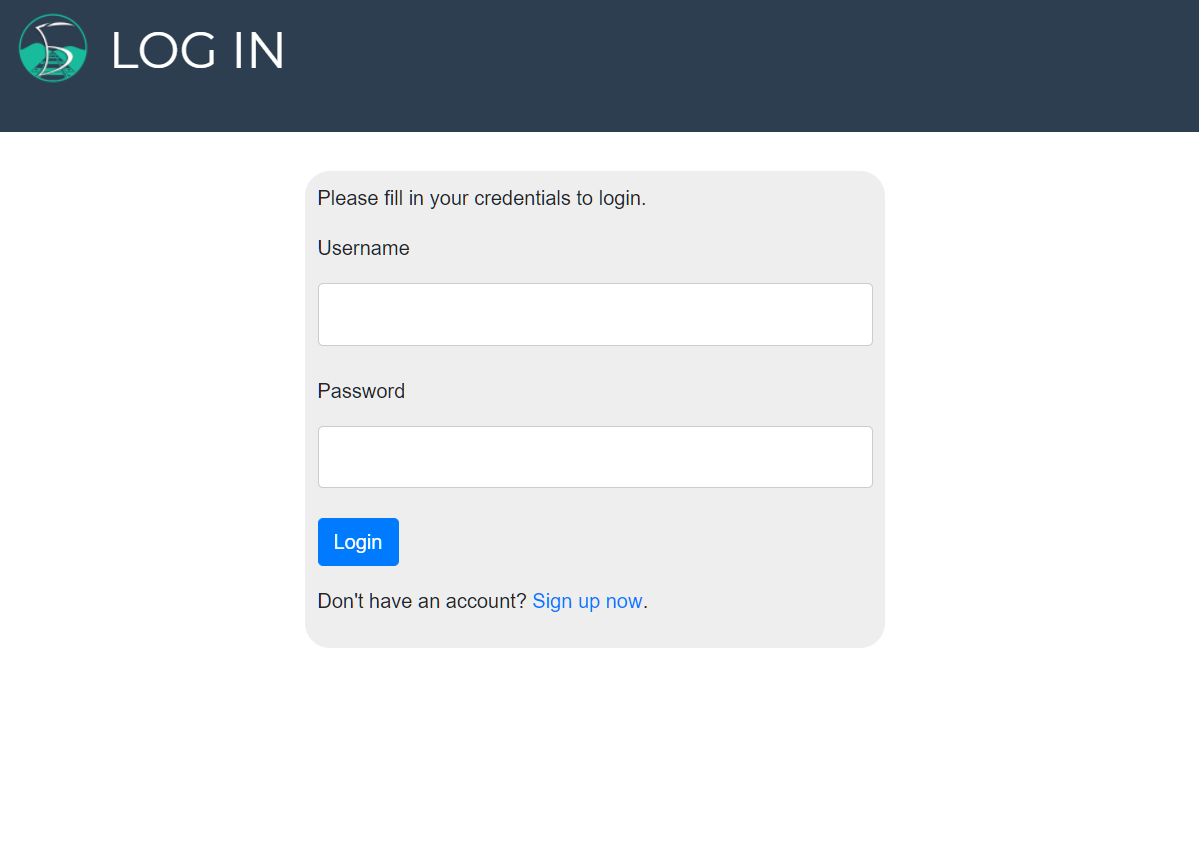 LOG IN
Please fill in your credentials to login.
Username
Password
Login
Don't have an account? Sign up now.